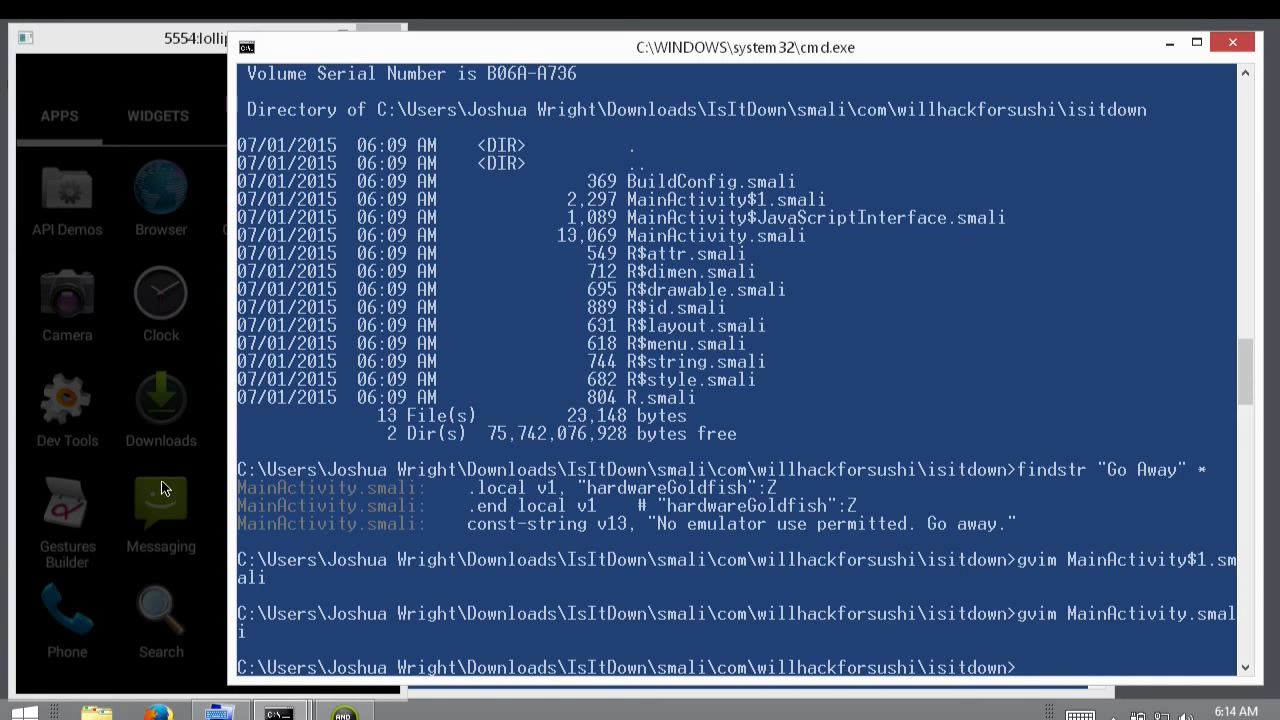 5554:lollip
C:\WINDOWS\system32\cmd.exe
APPS
WIDGETS
API Demos
Browser
Camera
Clock
Dev Tools
Downloads
Gestures
Builder
Messaging
Phone
Search
Volume Serial Number is B06A-A736
Directory of C:\Users\Joshua Wright\Downloads\IsItDown\smali\com\willhackforsushi\isitdown
07/01/2015  06:09 AM    <DIR>          .
07/01/2015  06:09 AM    <DIR>          ..
07/01/2015  06:09 AM               369 BuildConfig.smali
07/01/2015  06:09 AM             2,297 MainActivity$1.smali
07/01/2015  06:09 AM             1,089 MainActivity$JavaScriptInterface.smali
07/01/2015  06:09 AM            13,069 MainActivity.smali
07/01/2015  06:09 AM               549 R$attr.smali
07/01/2015  06:09 AM               712 R$dimen.smali
07/01/2015  06:09 AM               695 R$drawable.smali
07/01/2015  06:09 AM               889 R$id.smali
07/01/2015  06:09 AM               631 R$layout.smali
07/01/2015  06:09 AM               618 R$menu.smali
07/01/2015  06:09 AM               744 R$string.smali
07/01/2015  06:09 AM               682 R$style.smali
07/01/2015  06:09 AM               804 R.smali
13 File(s)         23,148 bytes
2 Dir(s)  75,742,076,928 bytes free
C:\Users\Joshua Wright\Downloads\IsItDown\smali\com\willhackforsushi\isitdown>findstr "Go Away" *
MainActivity.smali:    .local v1, "hardwareGoldfish":Z
MainActivity.smali:    .end local v1    # "hardwareGoldfish":Z
MainActivity.smali:    const-string v13, "No emulator use permitted. Go away."
C:\Users\Joshua Wright\Downloads\IsItDown\smali\com\willhackforsushi\isitdown>gvim MainActivity$1.sm
ali
C:\Users\Joshua Wright\Downloads\IsItDown\smali\com\willhackforsushi\isitdown>gvim MainActivity.smal
i
C:\Users\Joshua Wright\Downloads\IsItDown\smali\com\willhackforsushi\isitdown>
6:14 AM